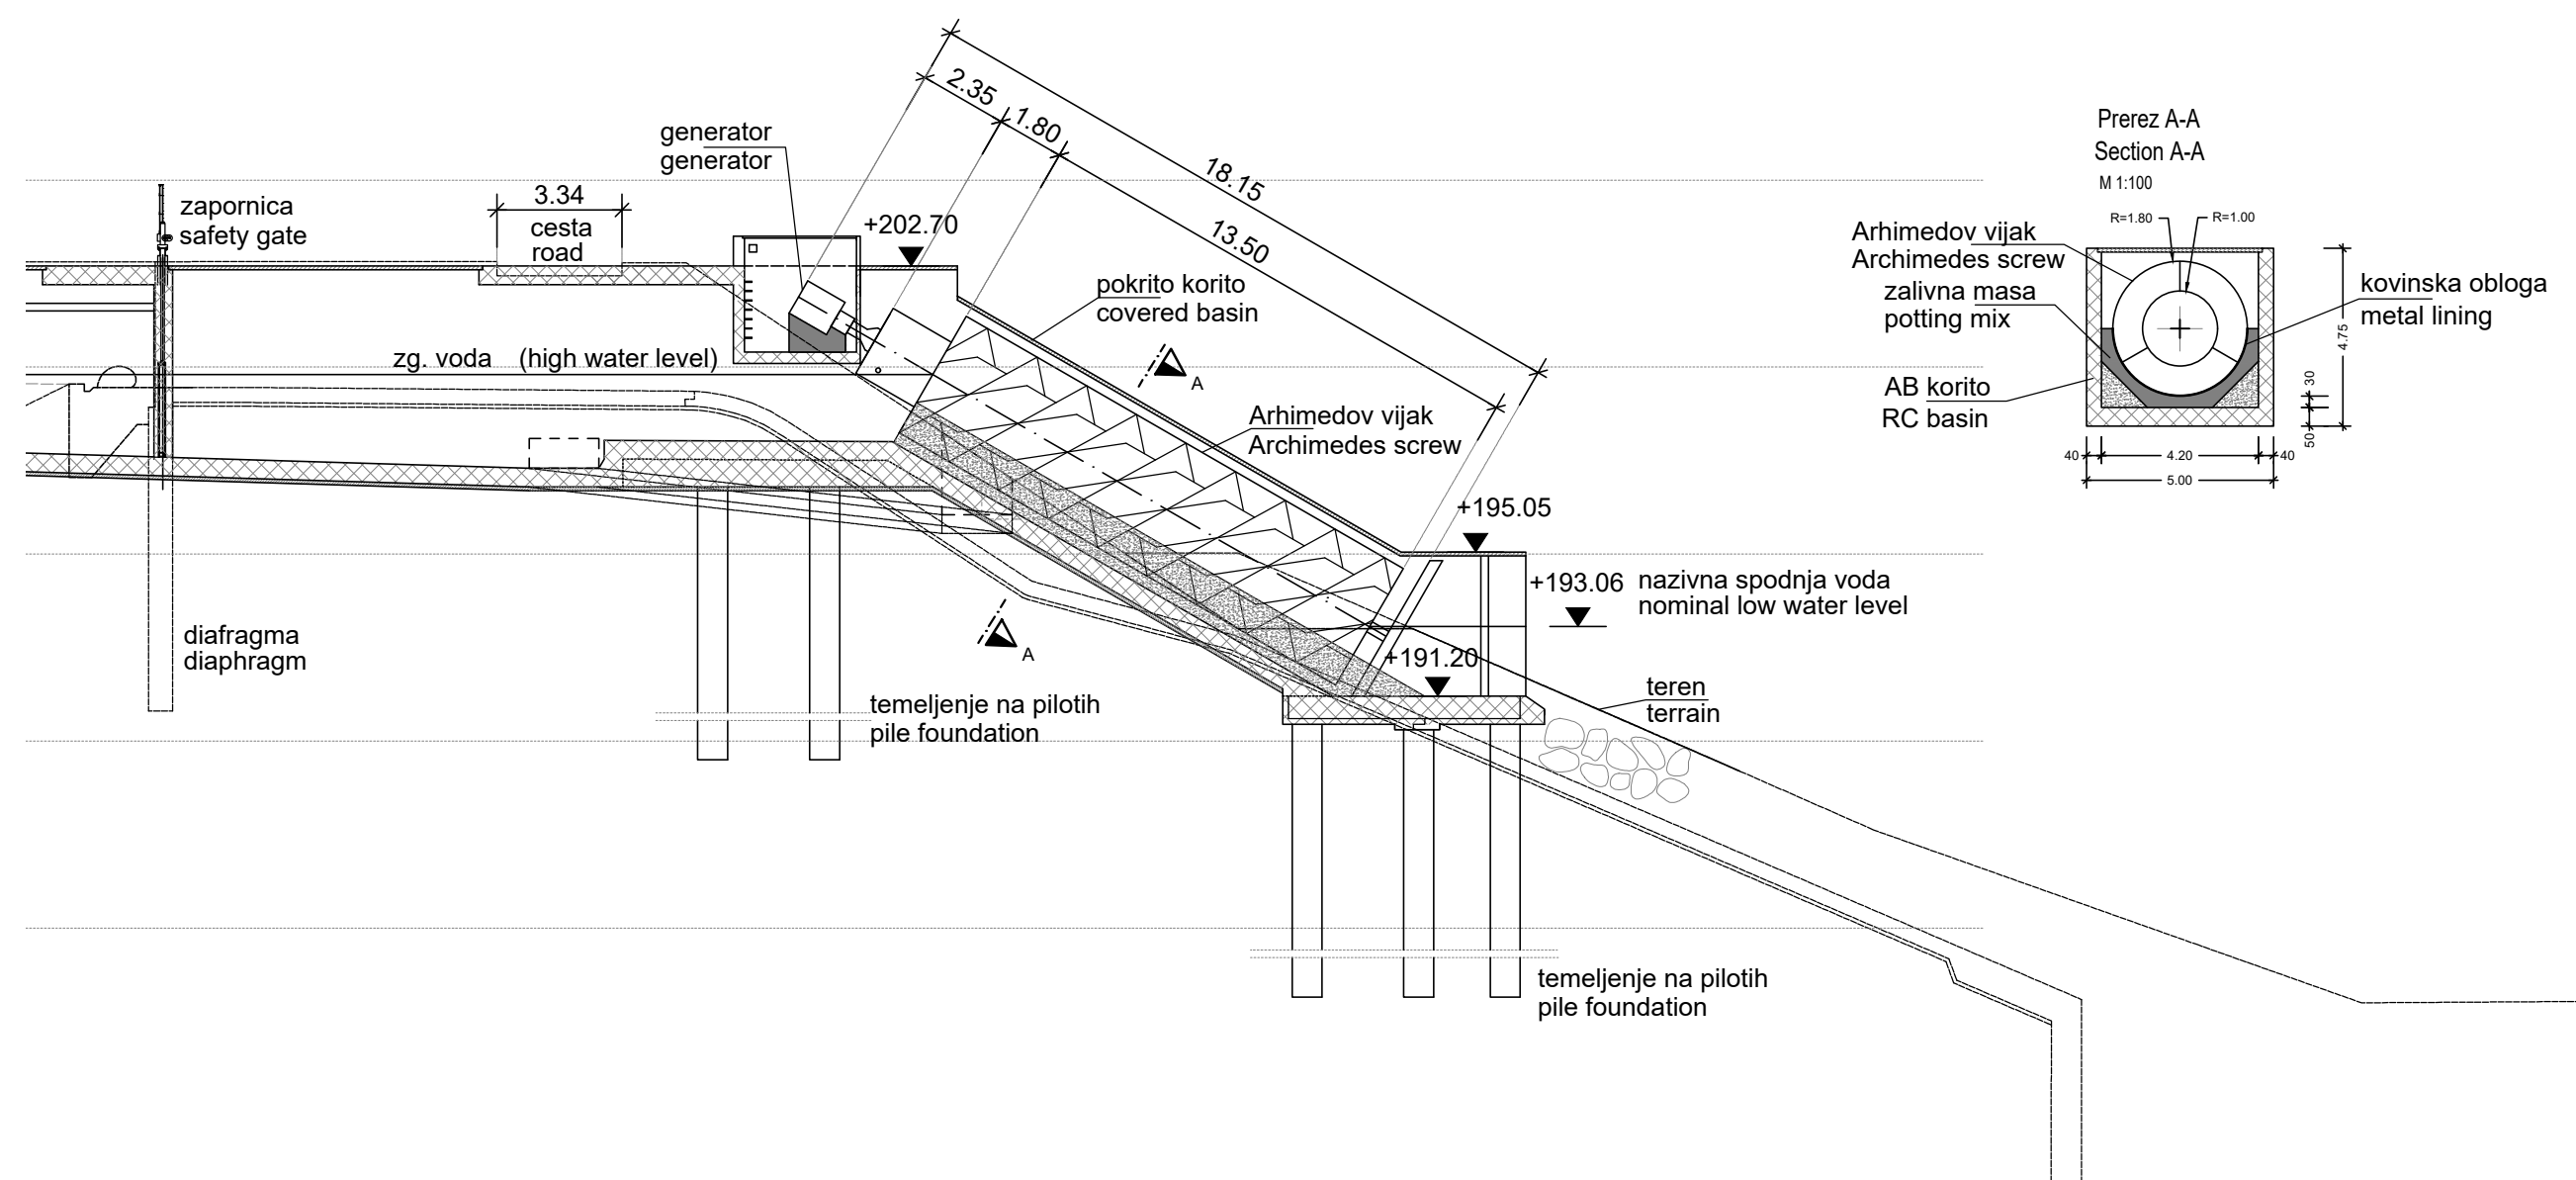 2.35
1.80
18.15
13.50
generator
generator
zapornica
safety gate
3.34
cesta
road
+202.70
pokrito korito
covered basin
zg. voda (high water level)
A
Arhimedov vijak
Archimedes screw
+195.05
+193.06
nazivna spodnja voda
nominal low water level
+191.20
A
diafragma
diaphragm
temeljenje na pilotih
pile foundation
teren
terrain
temeljenje na pilotih
pile foundation
Prerez A-A
Section A-A
M 1:100
R=1.80
R=1.00
Arhimedov vijak
Archimedes screw
zalivna masa
potting mix
kovinska obloga
metal lining
AB korito
RC basin
4.75
30
50
40
4.20
40
5.00